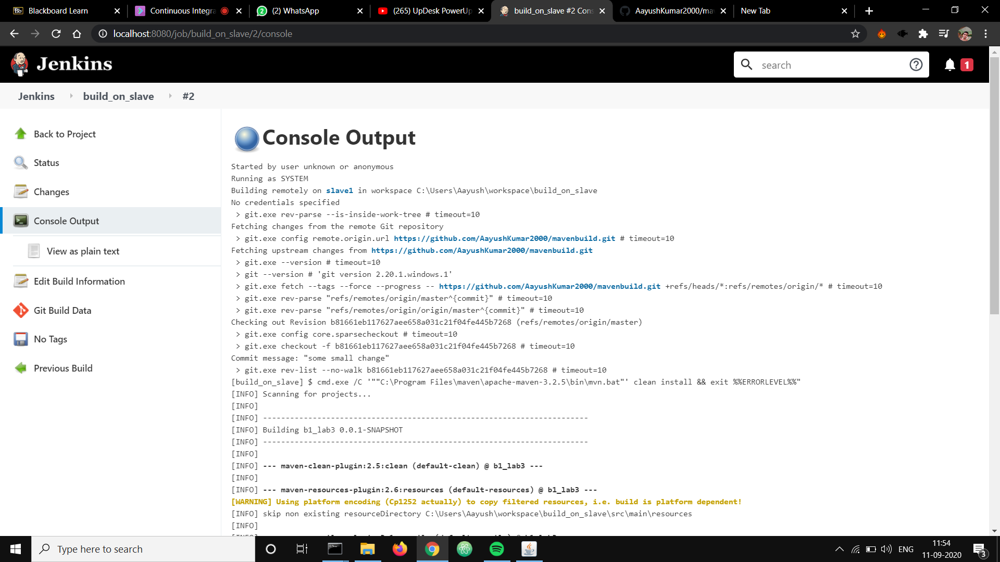 Blackboard Learn
Continuous Integra
(2) WhatsApp
(265) UpDesk PowerUp
build_on_slave #2 Cons
AayushKumar2000/ma
New Tab
localhost:8080/job/build_on_slave/2/console
Jenkins
search
1
Jenkins
build_on_slave
#2
Back to Project
Status
Changes
Console Output
View as plain text
Edit Build Information
Git Build Data
No Tags
Previous Build
Console Output
Started by user unknown or anonymous
Running as SYSTEM
Building remotely on slave1 in workspace C:\Users\Aayush\workspace\build_on_slave
No credentials specified
> git.exe rev-parse --is-inside-work-tree # timeout=10
Fetching changes from the remote Git repository
> git.exe config remote.origin.url https://github.com/AayushKumar2000/mavenbuild.git # timeout=10
Fetching upstream changes from https://github.com/AayushKumar2000/mavenbuild.git
> git.exe --version # timeout=10
> git --version # 'git version 2.20.1.windows.1'
> git.exe fetch --tags --force --progress -- https://github.com/AayushKumar2000/mavenbuild.git +refs/heads/*:refs/remotes/origin/* # timeout=10
> git.exe rev-parse "refs/remotes/origin/master^{commit}" # timeout=10
> git.exe rev-parse "refs/remotes/origin/origin/master^{commit}" # timeout=10
Checking out Revision b81661eb117627aee658a031c21f04fe445b7268 (refs/remotes/origin/master)
> git.exe config core.sparsecheckout # timeout=10
> git.exe checkout -f b81661eb117627aee658a031c21f04fe445b7268 # timeout=10
Commit message: "some small change"
> git.exe rev-list --no-walk b81661eb117627aee658a031c21f04fe445b7268 # timeout=10
[build_on_slave] $ cmd.exe /C '""C:\Program Files\maven\apache-maven-3.2.5\bin\mvn.bat"' clean install && exit %%ERRORLEVEL%%"
[INFO] Scanning for projects...
[INFO]
[INFO] ------------------------------------------------------------------------
[INFO] Building b1_lab3 0.0.1-SNAPSHOT
[INFO] ------------------------------------------------------------------------
[INFO]
[INFO] --- maven-clean-plugin:2.5:clean (default-clean) @ b1_lab3 ---
[INFO]
[INFO] --- maven-resources-plugin:2.6:resources (default-resources) @ b1_lab3 ---
[WARNING] Using platform encoding (Cp1252 actually) to copy filtered resources, i.e. build is platform dependent!
[INFO] skip non existing resourceDirectory C:\Users\Aayush\workspace\build_on_slave\src\main\resources
[INFO]
Type here to search
ENG
11:54
11-09-2020
3